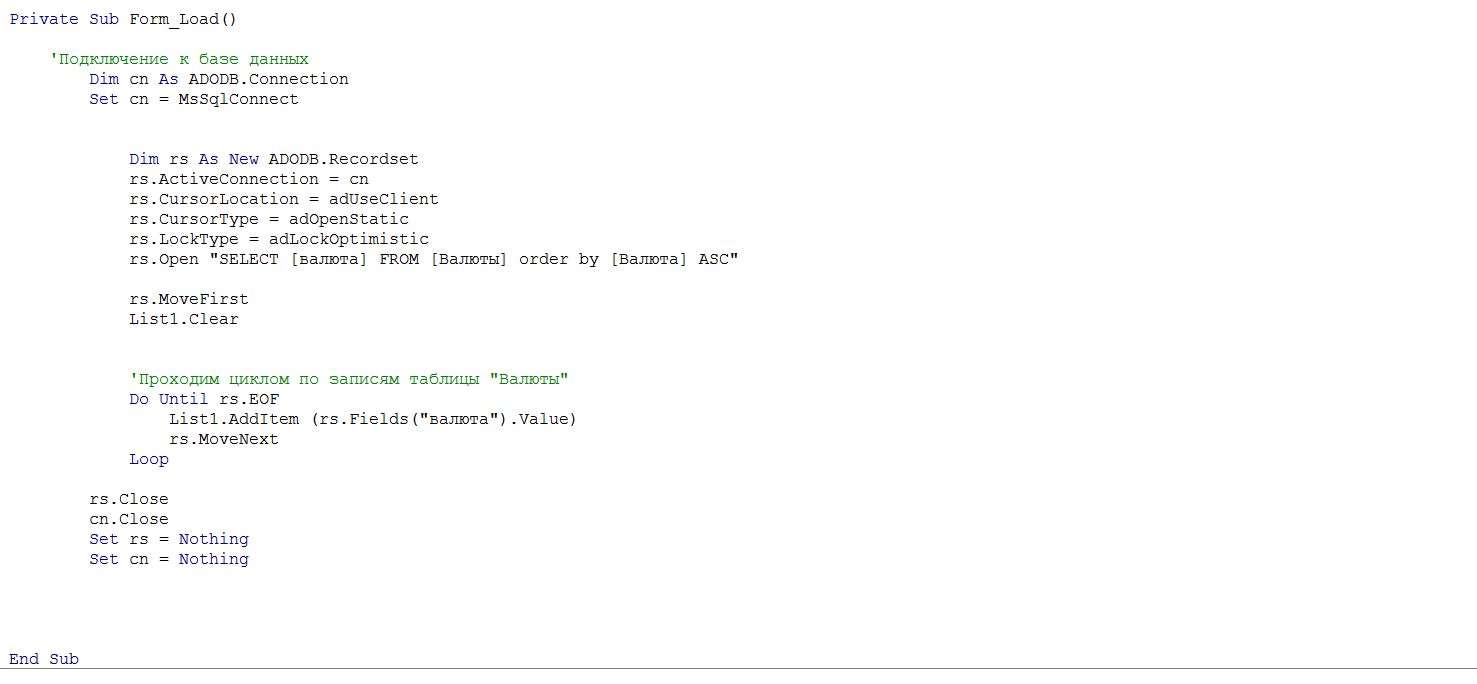 Private Sub Form_Load()
'Подключение к базе данных
Dim cn As ADODB.Connection
Set cn = MsSqlConnect
Dim rs As New ADODB.Recordset
rs.ActiveConnection = cn
rs.CursorLocation = adUseClient
rs.CursorType = adOpenStatic
rs.LockType = adLockOptimistic
rs.Open "SELECT [валюта] FROM [Валюты] order by [Валюта] ASC"
rs.MoveFirst
List1.Clear
'Проходим циклом по записям таблицы "Валюты"
Do Until rs.EOF
List1.AddItem (rs.Fields("валюта").Value)
rs.MoveNext
Loop
rs.Close
cn.Close
Set rs = Nothing
Set cn = Nothing
End Sub